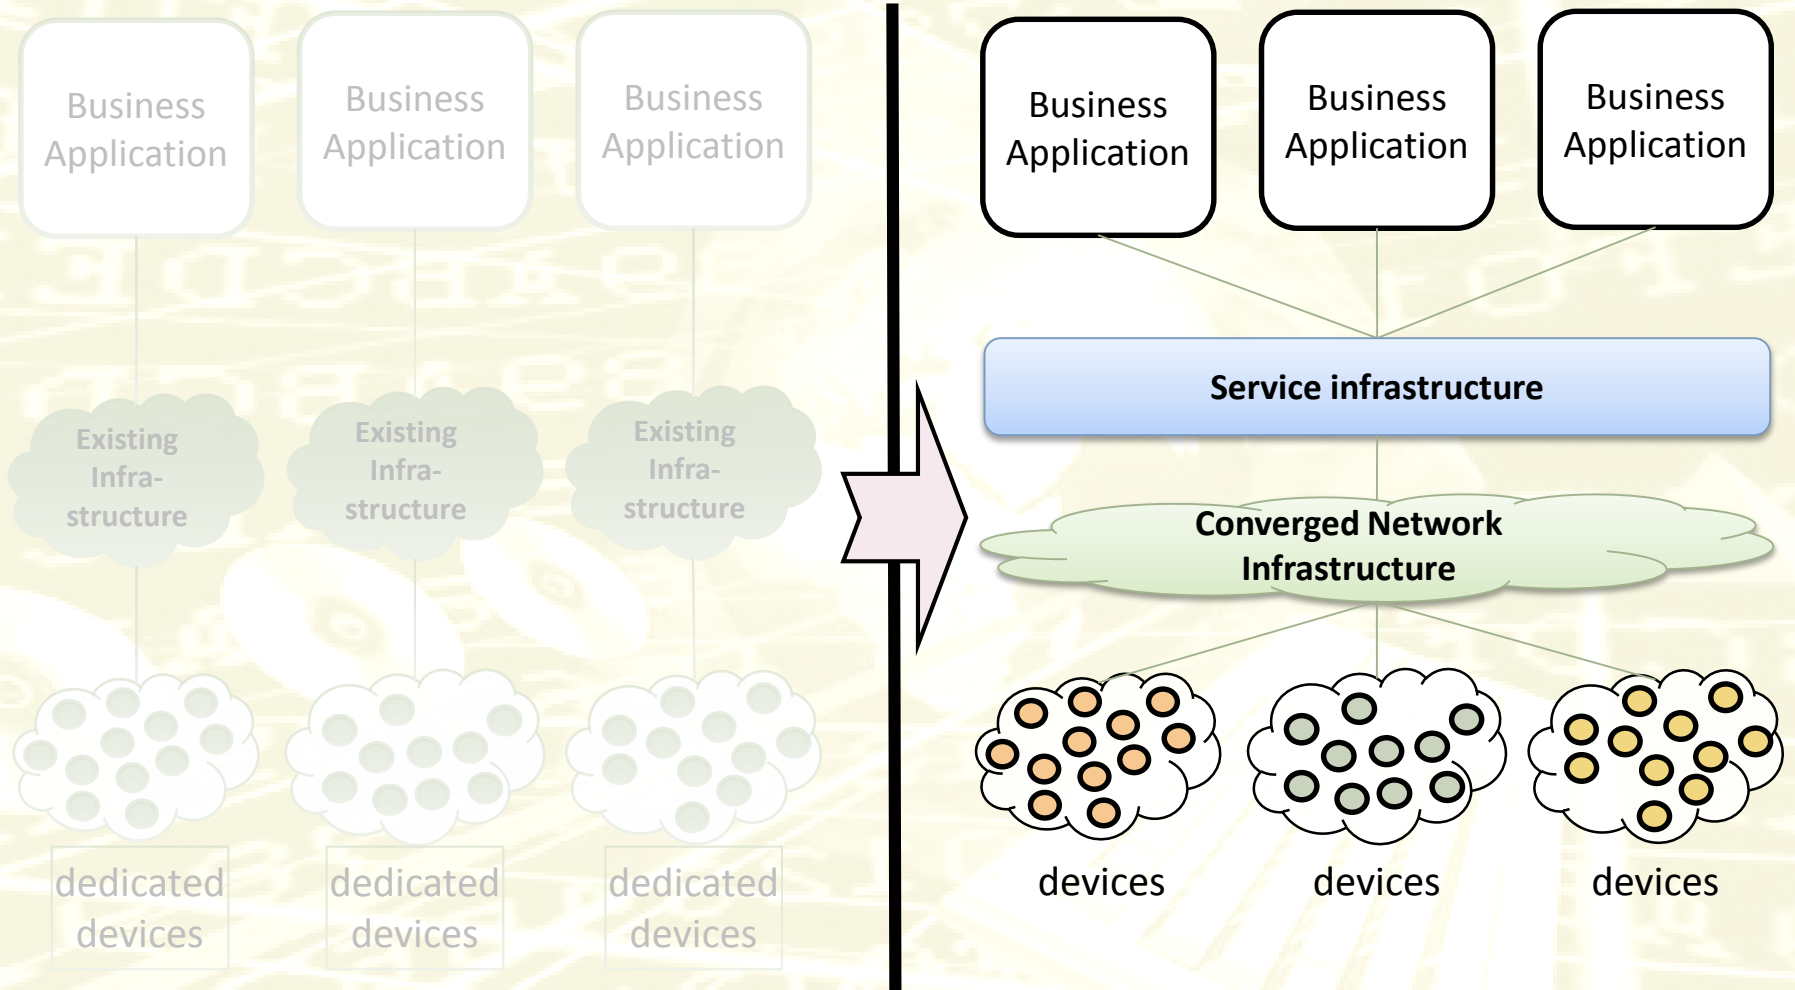 Business
Application
Business
Application
Business
Application
Existing
Infra-
structure
Existing
Infra-
structure
Existing
Infra-
structure
dedicated
devices
dedicated
devices
dedicated
devices
Business
Application
Business
Application
Business
Application
Service infrastructure
Converged Network
Infrastructure
devices
devices
devices